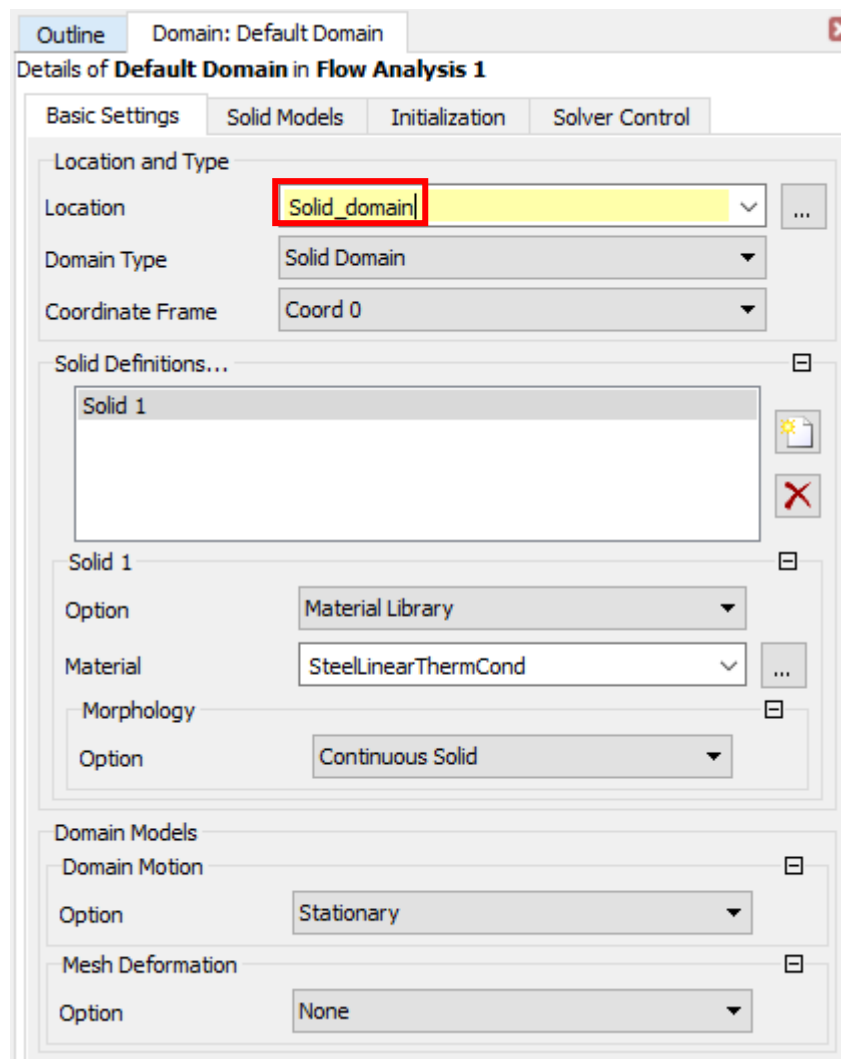 Outline Domain: Default Domain
Details of Default Domain in Flow Analysis 1
Basic Settings Solid Models Initialization Solver Control
Location and Type
Location Solid_domain ...
Domain Type Solid Domain
Coordinate Frame Coord 0
Solid Definitions...
Solid 1
Solid 1
Option Material Library
Material SteelLinearThermCond ...
Morphology
Option Continuous Solid
Domain Models
Domain Motion
Option Stationary
Mesh Deformation
Option None